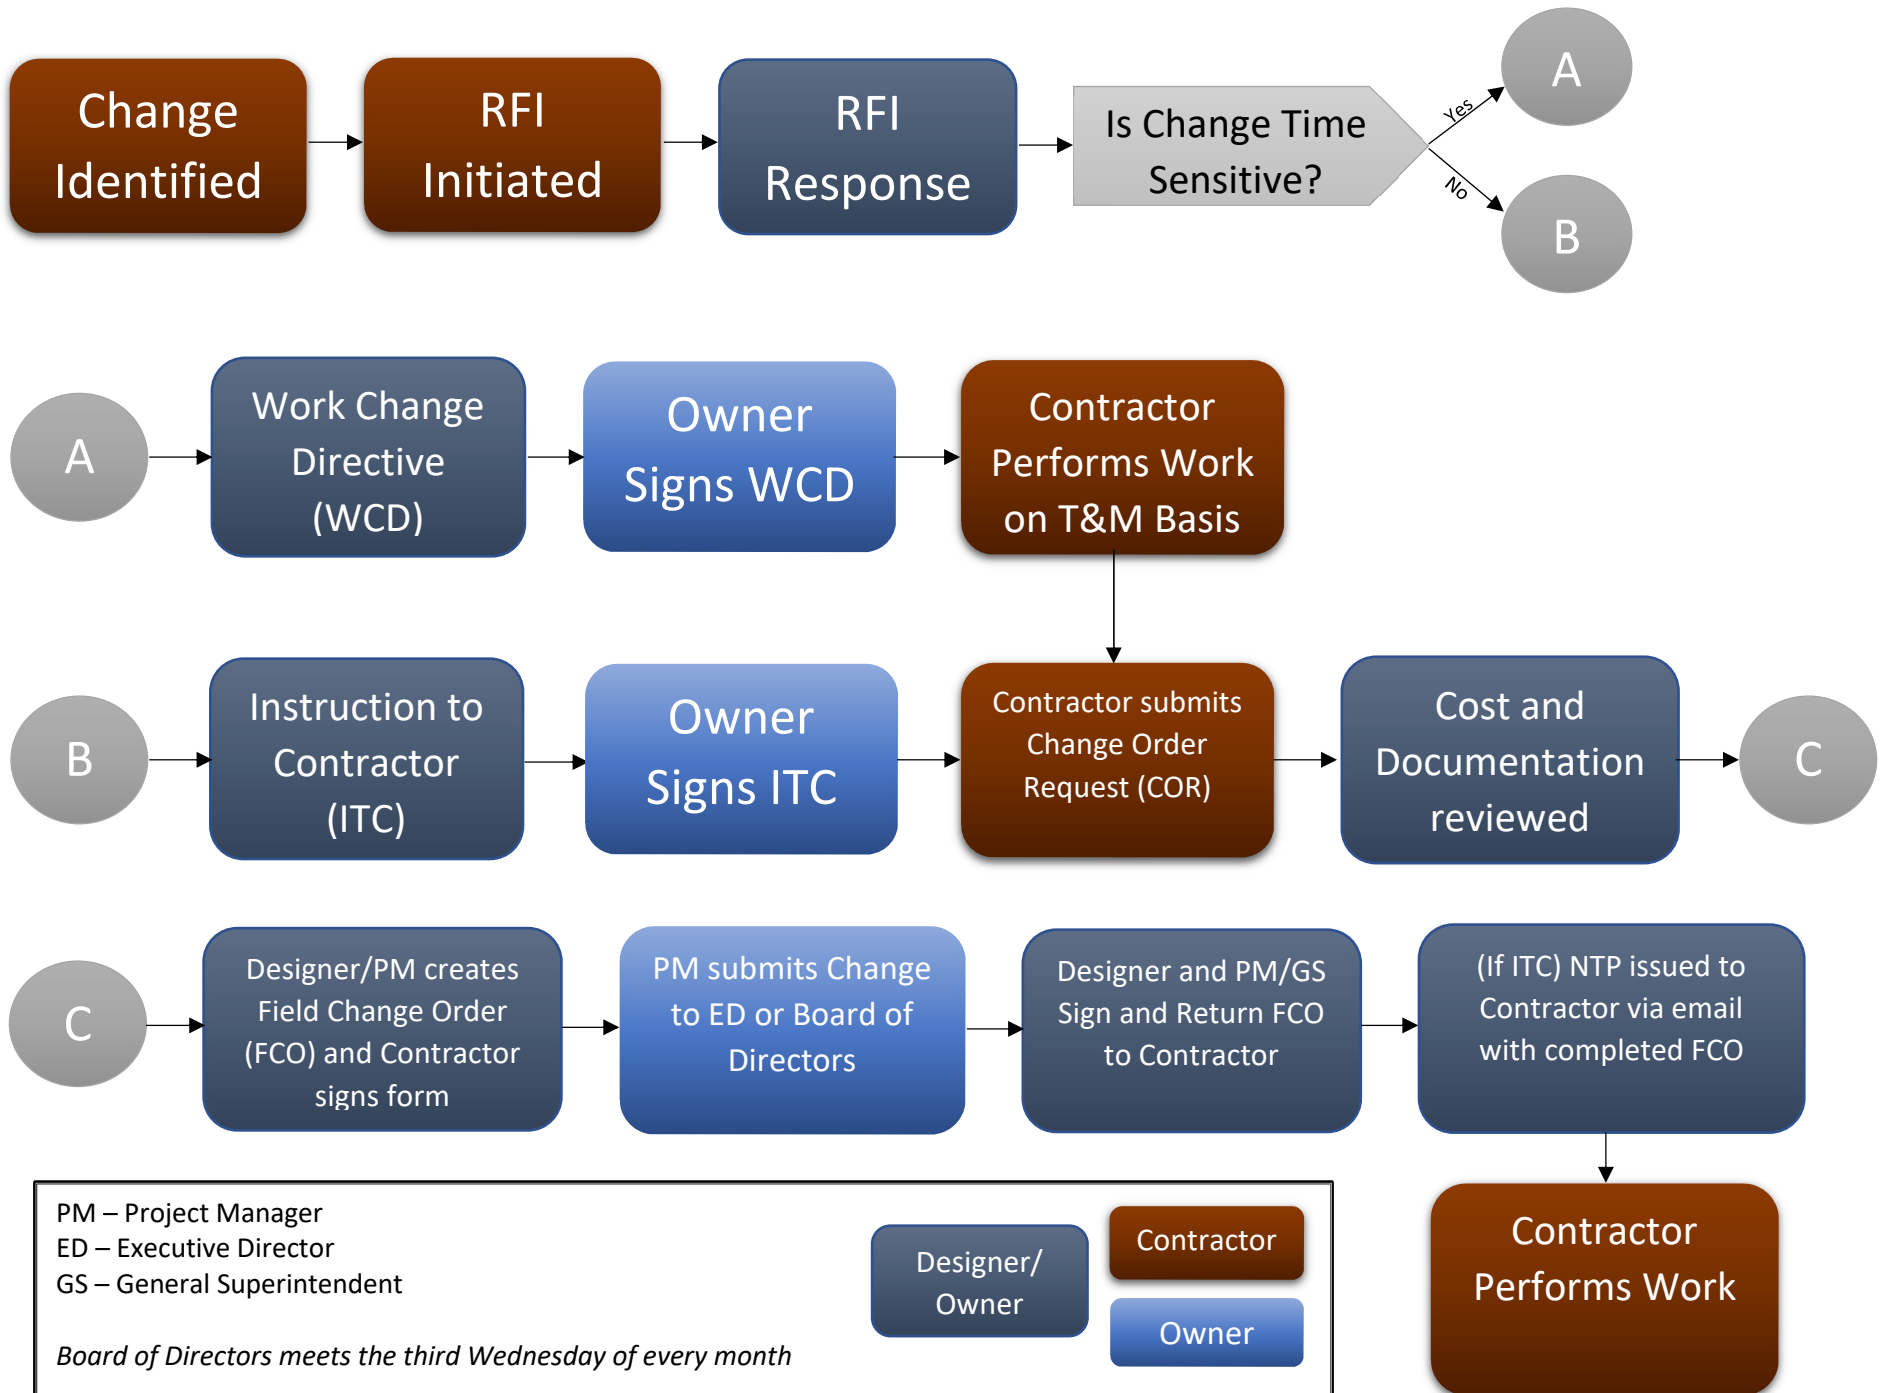 Change
Identified
RFI
Initiated
RFI
Response
Is Change Time
Sensitive?
Yes
No
A
B
A
Work Change
Directive
(WCD)
Owner
Signs WCD
Contractor
Performs Work
on T&M Basis
B
Instruction to
Contractor
(ITC)
Owner
Signs ITC
Contractor submits
Change Order
Request (COR)
Cost and
Documentation
reviewed
C
C
Designer/PM creates
Field Change Order
(FCO) and Contractor
signs form
PM submits Change
to ED or Board of
Directors
Designer and PM/GS
Sign and Return FCO
to Contractor
(If ITC) NTP issued to
Contractor via email
with completed FCO
Contractor
Performs Work
PM – Project Manager
ED – Executive Director
GS – General Superintendent
Board of Directors meets the third Wednesday of every month
Designer/
Owner
Contractor
Owner